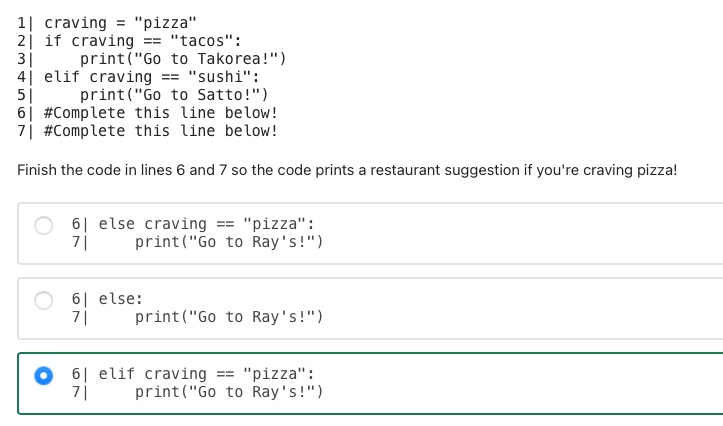 1| craving = "pizza"
2| if craving == "tacos":
3|     print("Go to Takorea!")
4| elif craving == "sushi":
5|     print("Go to Satto!")
6| #Complete this line below!
7| #Complete this line below!
Finish the code in lines 6 and 7 so the code prints a restaurant suggestion if you're craving pizza!
6| else craving == "pizza":
7|     print("Go to Ray's!")
6| else:
7|     print("Go to Ray's!")
6| elif craving == "pizza":
7|     print("Go to Ray's!")